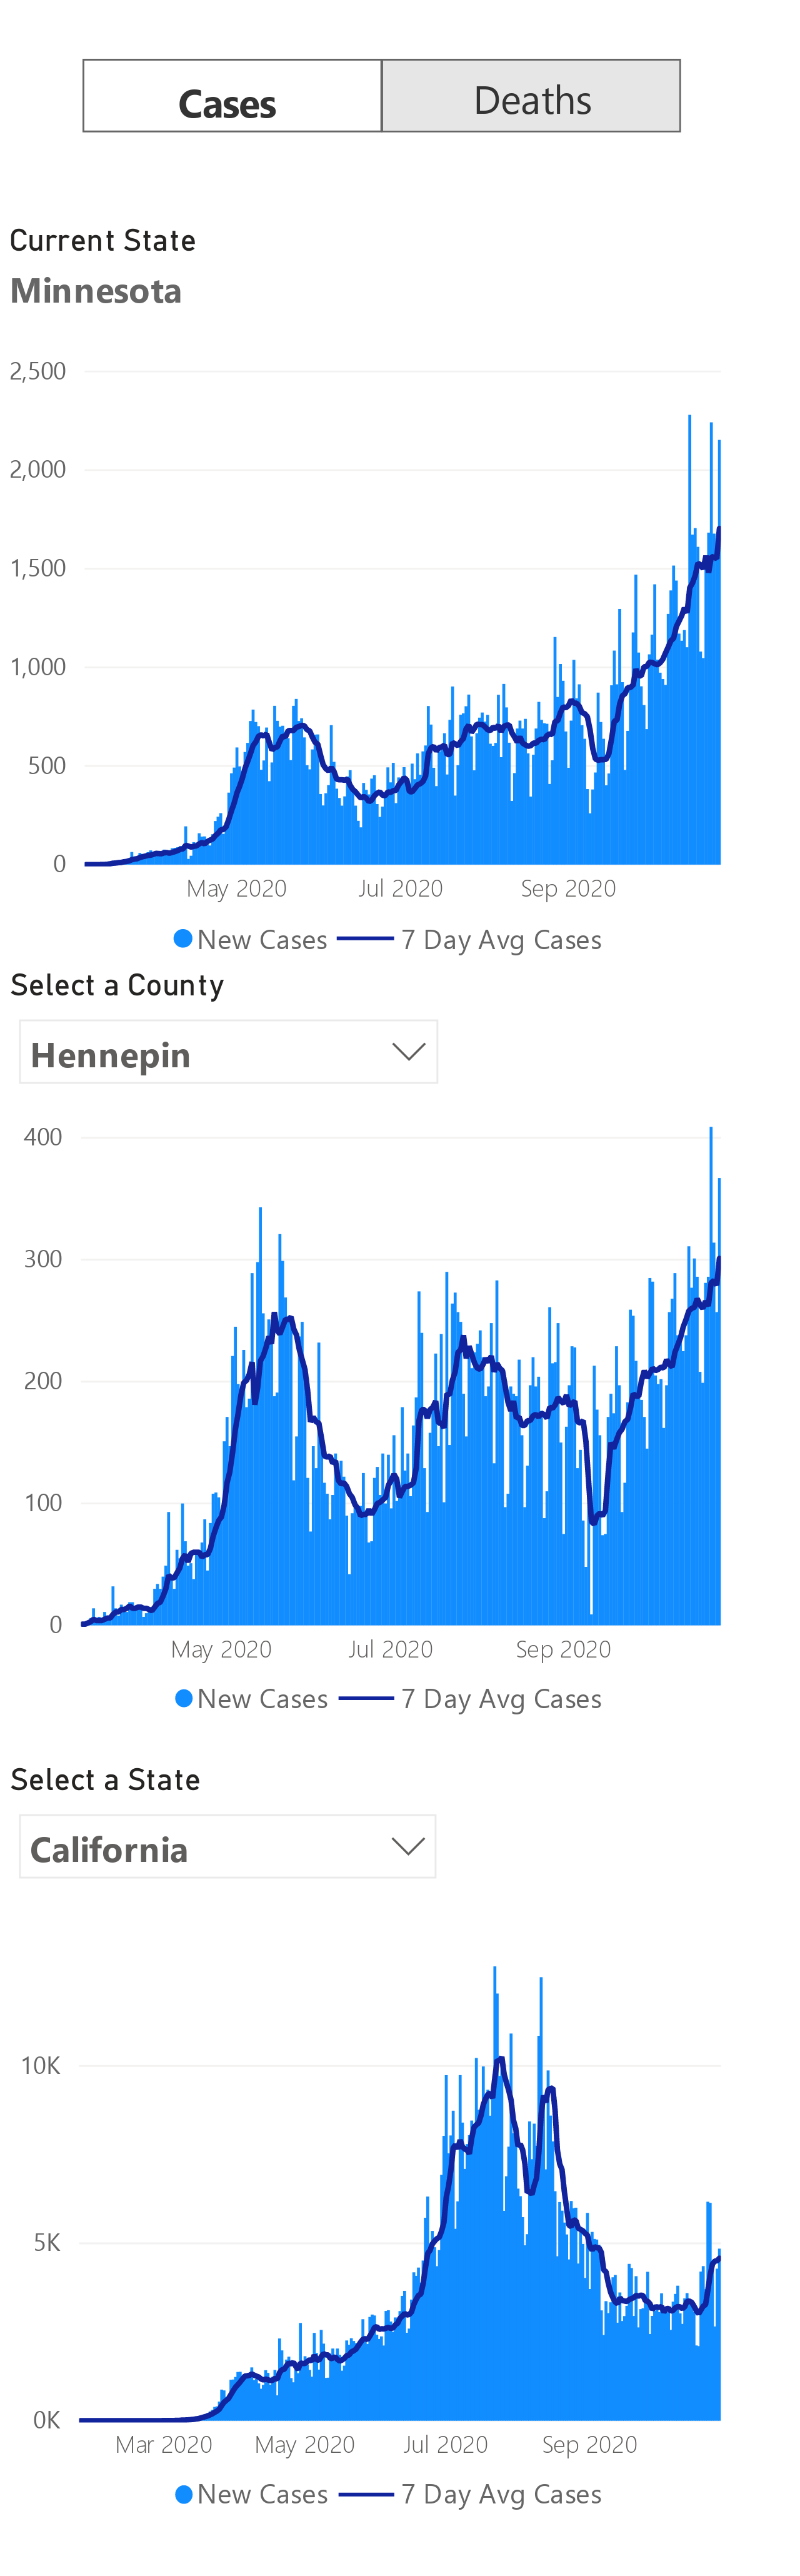 Cases Deaths
Current State
Minnesota
2,500
2,000
1,500
1,000
500
0
May 2020 Jul 2020 Sep 2020
New Cases 7 Day Avg Cases
Select a County
Hennepin
400
300
200
100
0
May 2020 Jul 2020 Sep 2020
New Cases 7 Day Avg Cases
Select a State
California
10K
5K
0K
Mar 2020 May 2020 Jul 2020 Sep 2020
New Cases 7 Day Avg Cases